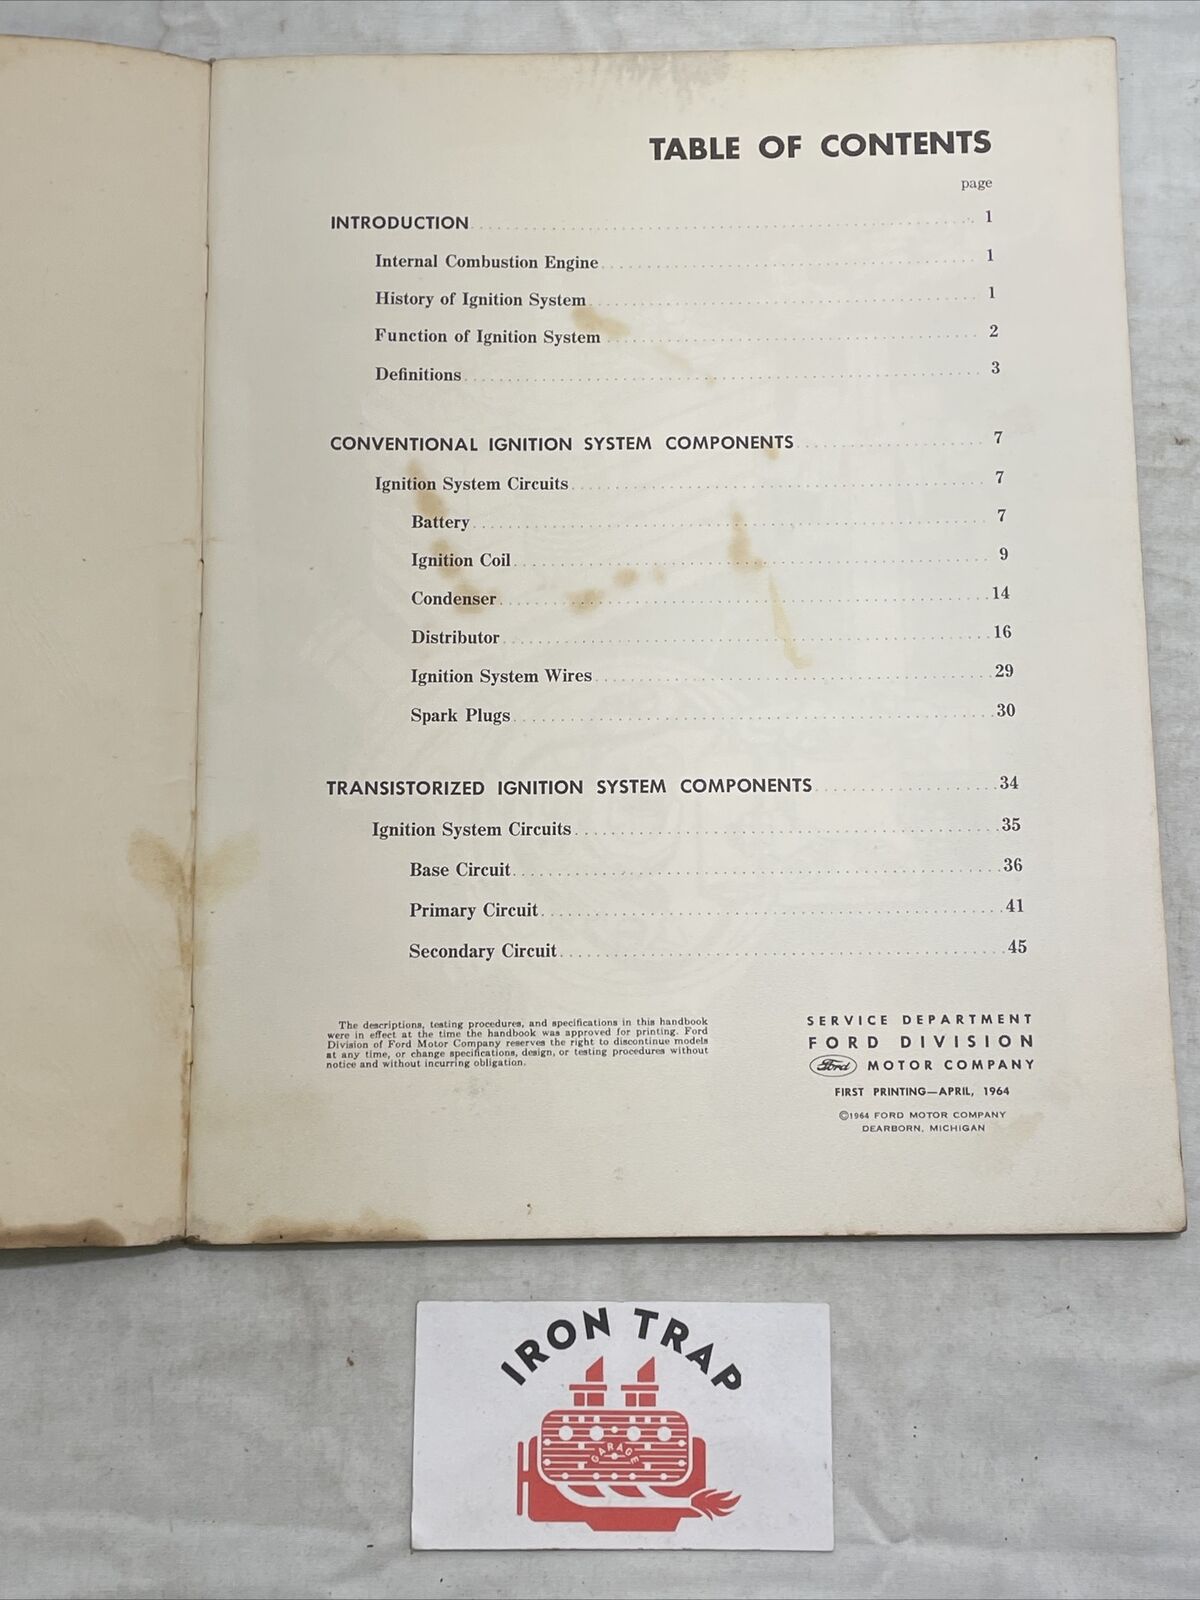 TABLE OF CONTENTS
page
INTRODUCTION 1
Internal Combustion Engine 1
History of Ignition System 1
Function of Ignition System 2
Definitions 3
CONVENTIONAL IGNITION SYSTEM COMPONENTS 7
Ignition System Circuits 7
Battery 7
Ignition Coil 9
Condenser 14
Distributor 16
Ignition System Wires 29
Spark Plugs 30
TRANSISTORIZED IGNITION SYSTEM COMPONENTS 34
Ignition System Circuits 35
Base Circuit 36
Primary Circuit 41
Secondary Circuit 45
The descriptions, testing procedures, and specifications in this handbook
were in effect at the time the handbook was approved for printing. Ford
Division of Ford Motor Company reserves the right to discontinue models
at any time, or change specifications, design, or testing procedures without
notice and without incurring obligation.
SERVICE DEPARTMENT
FORD DIVISION
Ford MOTOR COMPANY
FIRST PRINTING—APRIL, 1964
©1964 FORD MOTOR COMPANY
DEARBORN, MICHIGAN
IRON TRAP
GARAGE